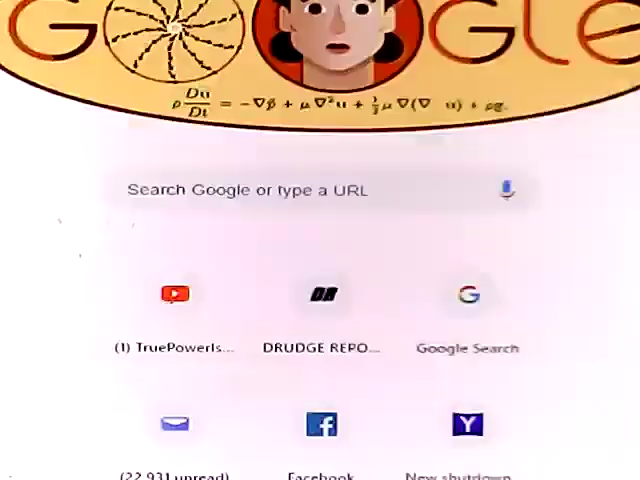 GOOGLE
ρ Du/Dt = -∇p + μ∇²u + 1/3 μ∇(∇ u) + ρg.
Search Google or type a URL
(1) TruePowerIs...
DRUDGE REPO...
Google Search
(22,931 unread)
Facebook
New shutdown